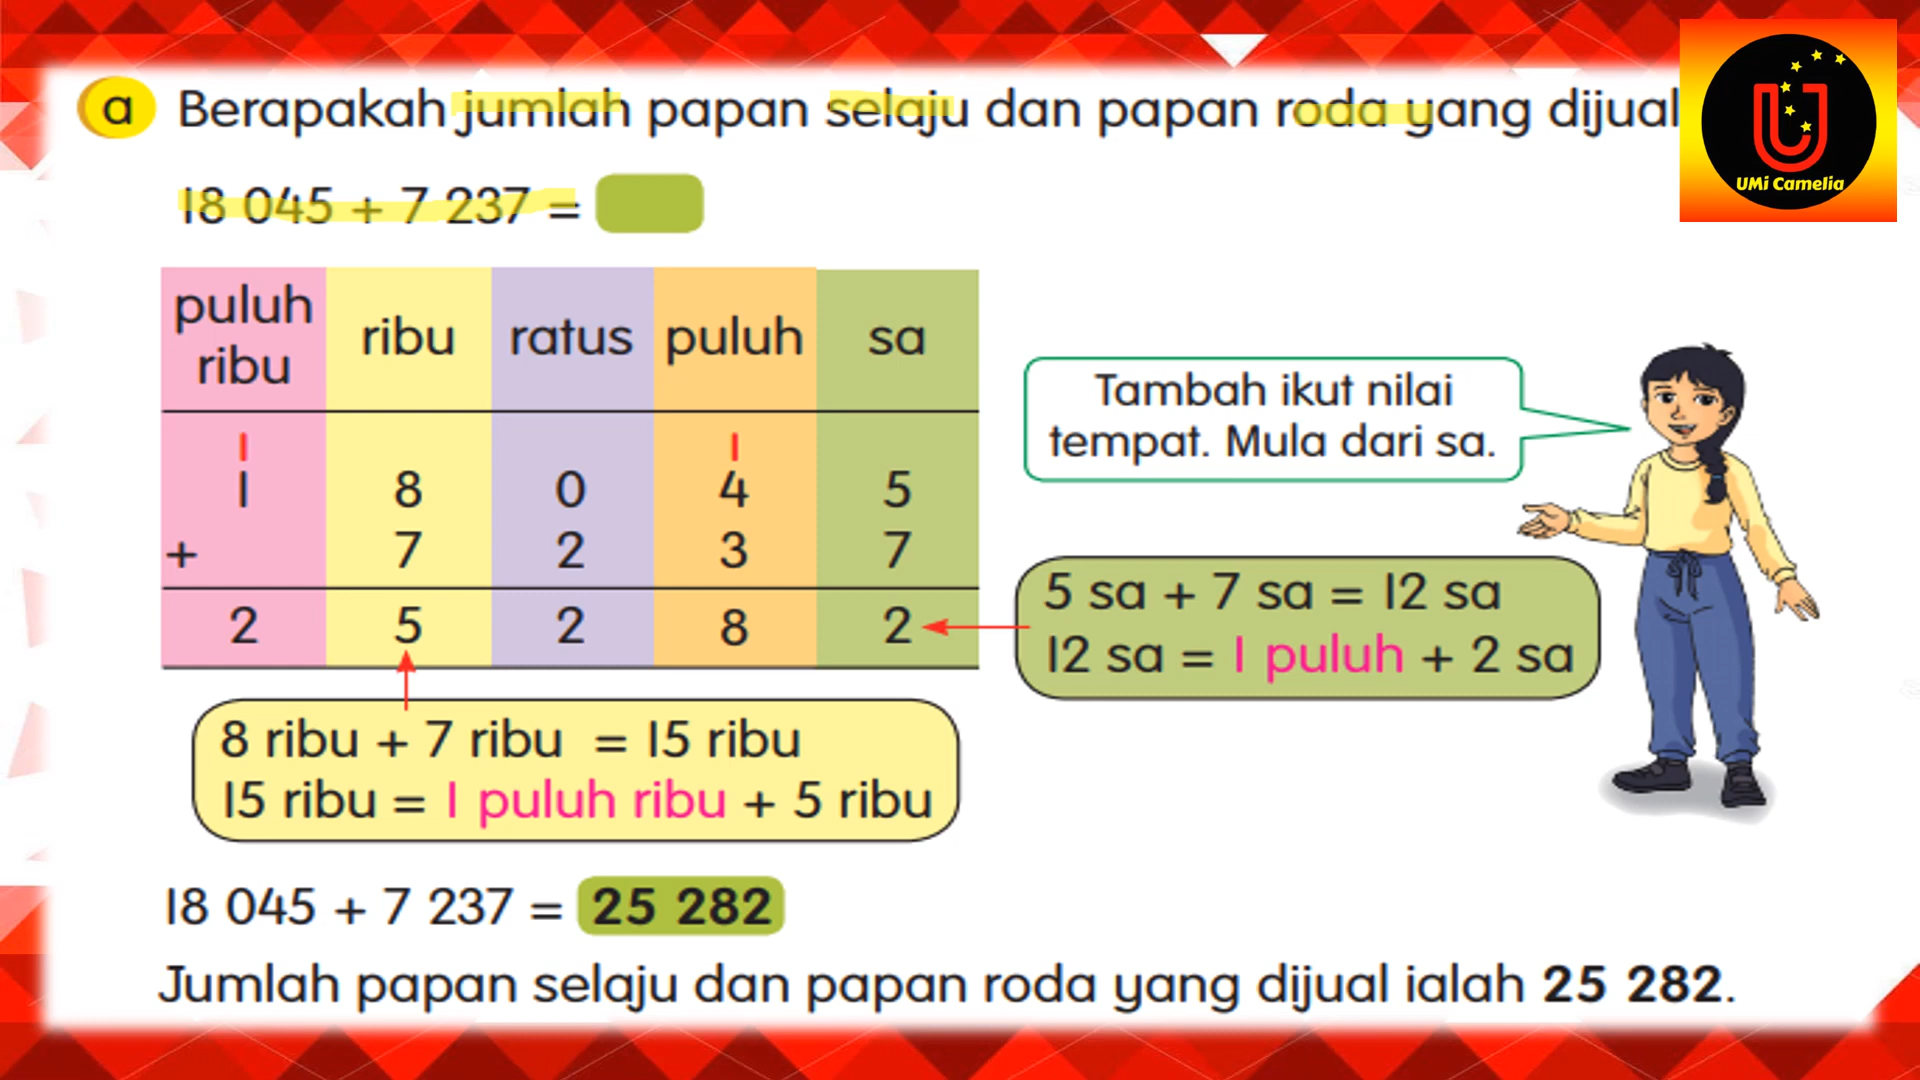 a Berapakah jumlah papan selaju dan papan roda yang dijual
18 045 + 7 237 =
UMi Camelia
puluh ribu ribu ratus puluh sa
1 1
1 8 0 4 5
+ 7 2 3 7
2 5 2 8 2
Tambah ikut nilai
tempat. Mula dari sa.
5 sa + 7 sa = 12 sa
12 sa = 1 puluh + 2 sa
8 ribu + 7 ribu = 15 ribu
15 ribu = 1 puluh ribu + 5 ribu
18 045 + 7 237 = 25 282
Jumlah papan selaju dan papan roda yang dijual ialah 25 282.